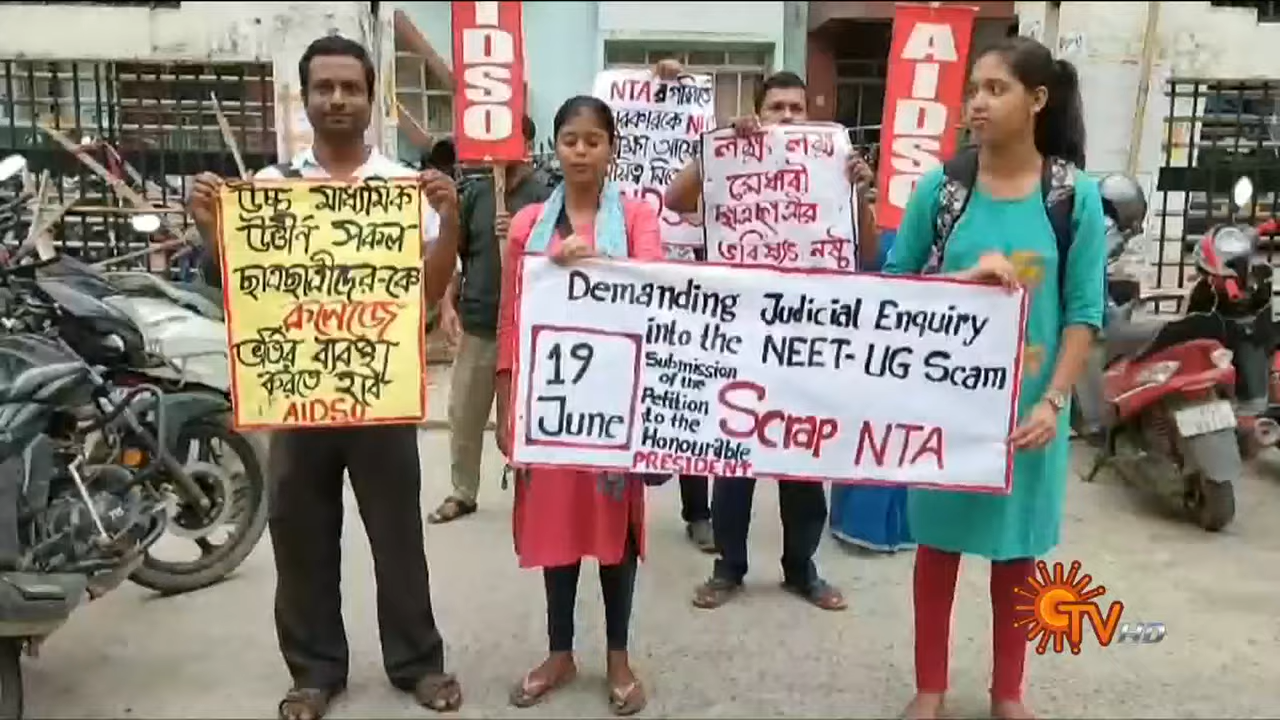 AIDSO
AIDSO
NTAর
NTA
লক্ষ লক্ষ
মেধাবী
ছাত্রছাত্রীর
ভবিষ্যৎ নষ্ট
উচ্চ মাধ্যমিক
উত্তীর্ণ সকল
ছাত্রছাত্রীদের-কে
কলেজে
ভর্তির ব্যবস্থা
করতে হবে
AIDSO
Demanding Judicial Enquiry
into the NEET-UG Scam
19
June
Submission
of the
Petition
to the
Honourable
PRESIDENT
Scrap NTA
TV HD